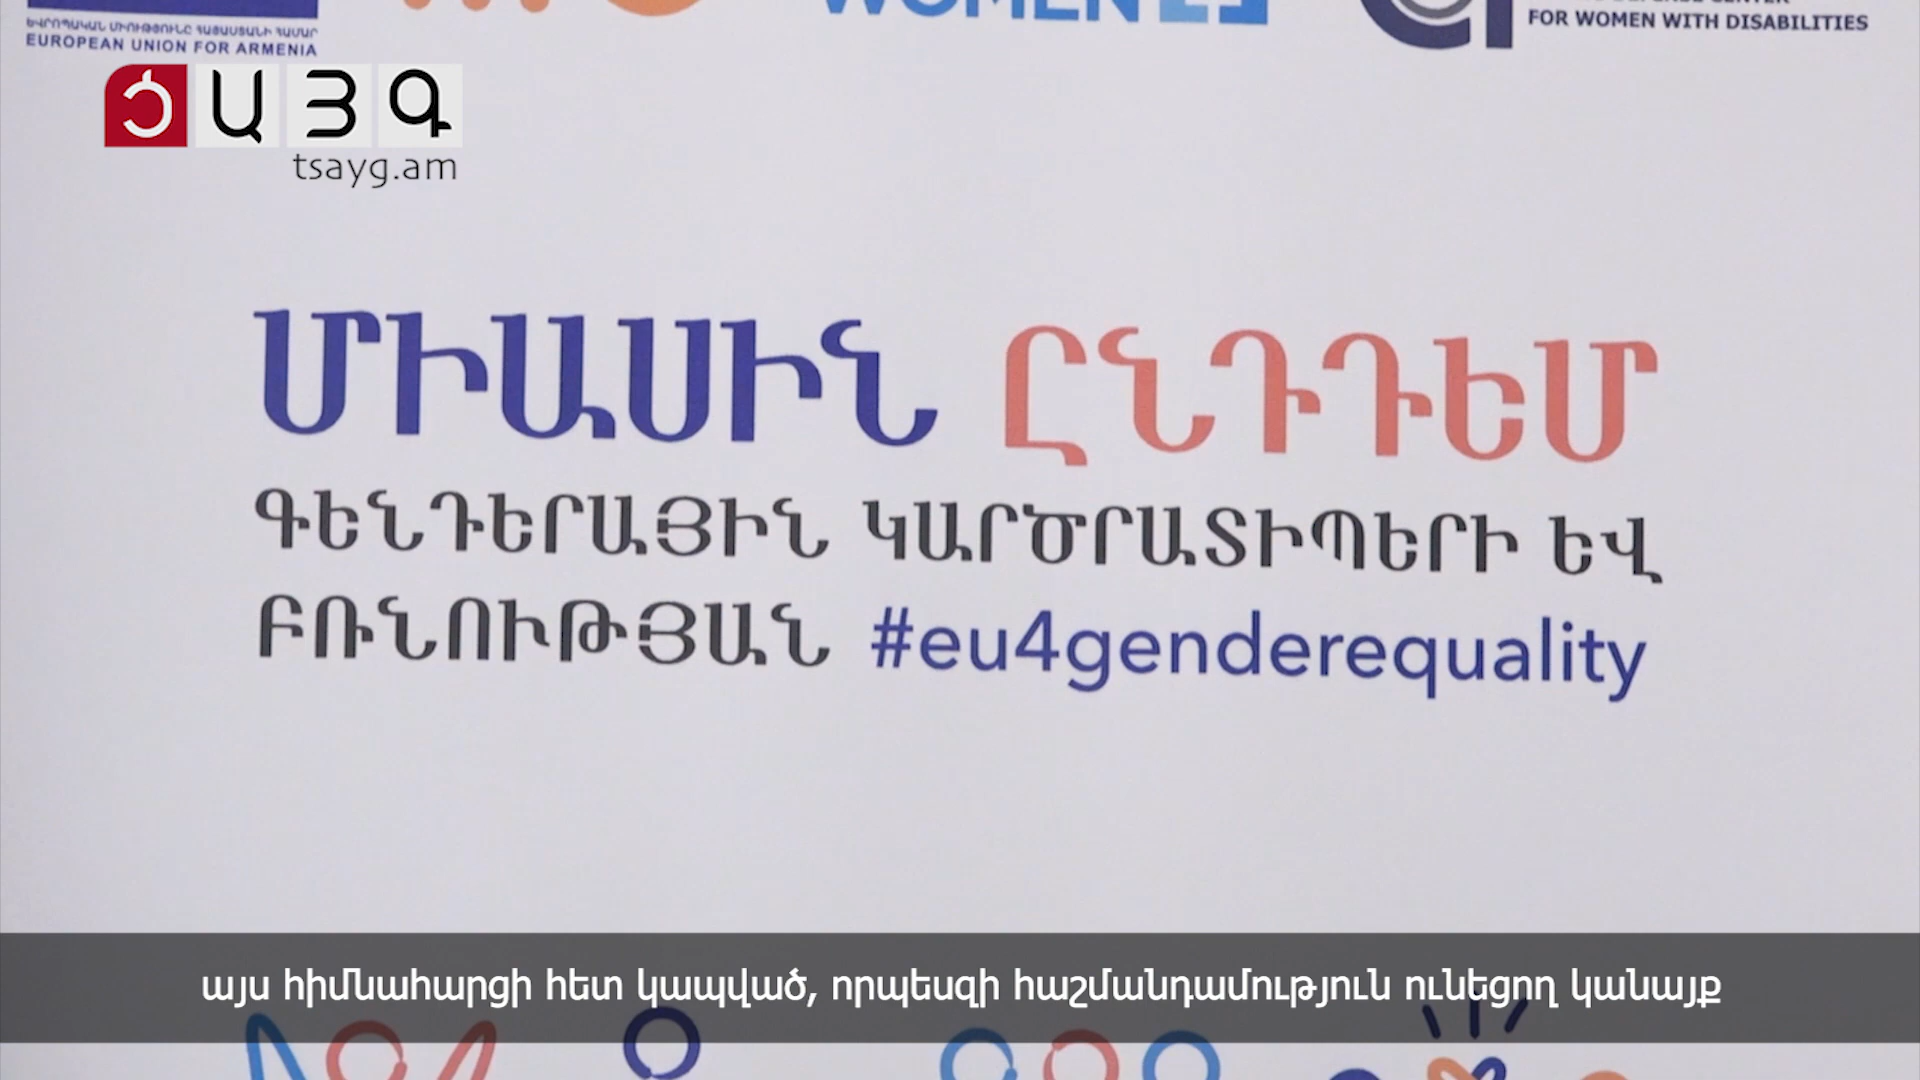 ԵՎՐՈՊԱԿԱՆ ՄԻՈՒԹՅՈՒՆԸ ՀԱՅԱՍՏԱՆԻ ՀԱՄԱՐ
EUROPEAN UNION FOR ARMENIA
WOMEN
FOR WOMEN WITH DISABILITIES
ԾԱՅԳ
tsayg.am
ՄԻԱՍԻՆ ԸՆԴԴԵՄ
ԳԵՆԴԵՐԱՅԻՆ ԿԱՐԾՐԱՏԻՊԵՐԻ ԵՎ
ԲՌՆՈՒԹՅԱՆ #eu4genderequality
այս հիմնահարցի հետ կապված, որպեսզի հաշմանդամություն ունեցող կանայք